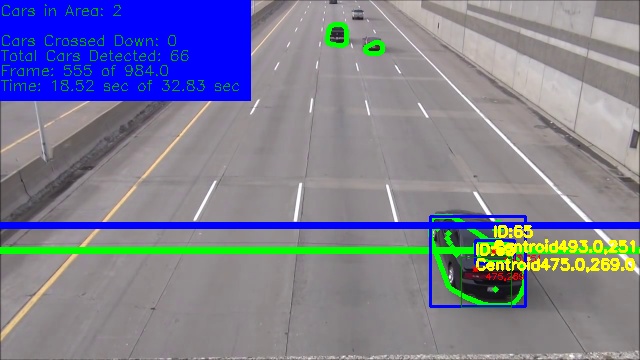 Cars in Area: 2
Cars Crossed Down: 0
Total Cars Detected: 66
Frame: 555 of 984.0
Time: 18.52 sec of 32.83 sec
ID:65
Centroid493.0,251
Centroid475.0,269.0